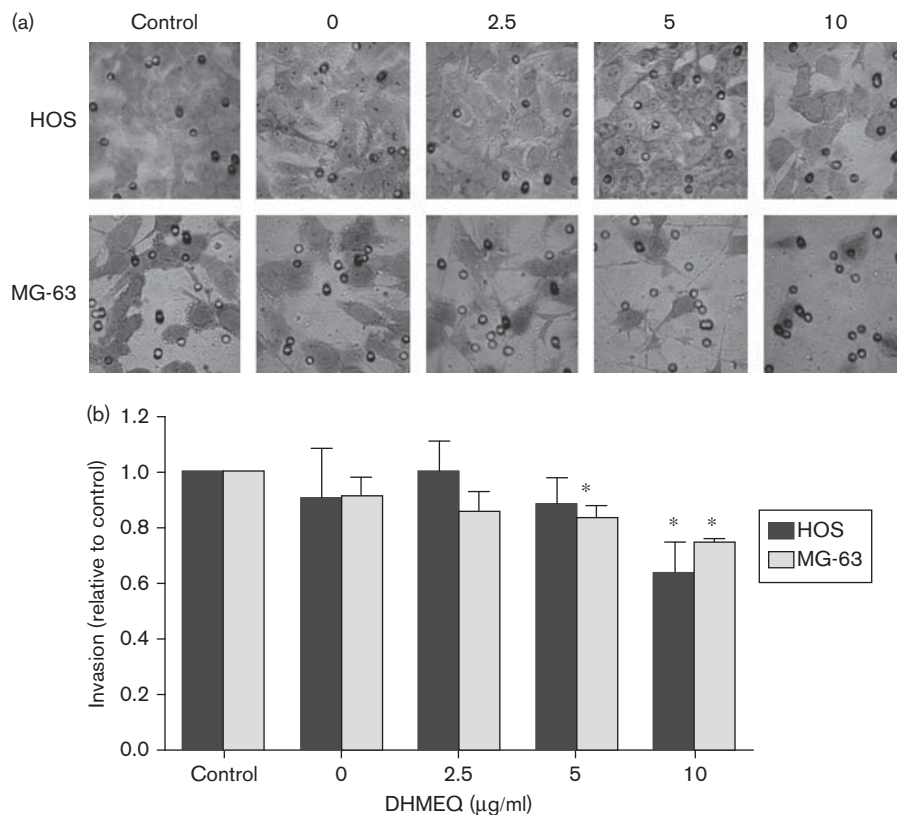 (a)
Control 0 2.5 5 10
HOS
MG-63
(b)
1.2
1.0
0.8
0.6
0.4
0.2
0.0
Invasion (relative to control)
* * *
HOS
MG-63
Control 0 2.5 5 10
DHMEQ (μg/ml)